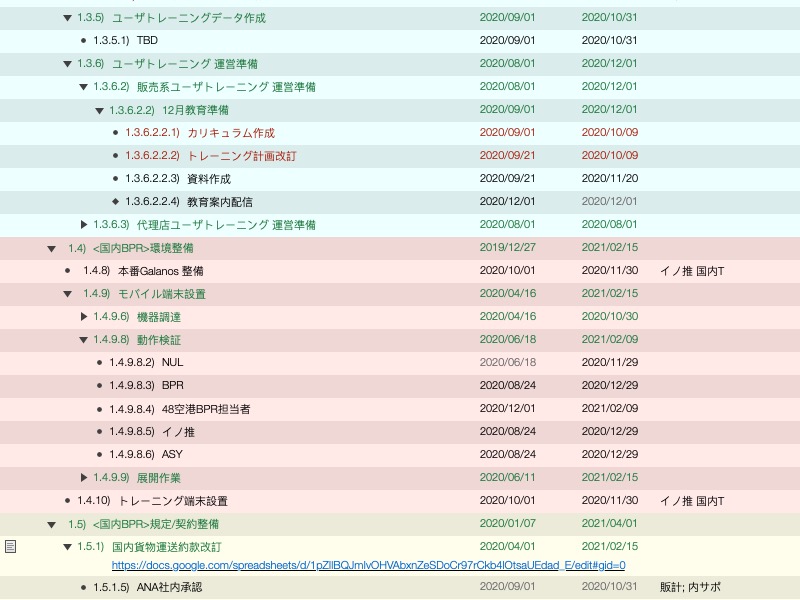 1.3.5) ユーザトレーニングデータ作成 2020/09/01 2020/10/31
1.3.5.1) TBD 2020/09/01 2020/10/31
1.3.6) ユーザトレーニング 運営準備 2020/08/01 2020/12/01
1.3.6.2) 販売系ユーザトレーニング 運営準備 2020/08/01 2020/12/01
1.3.6.2.2) 12月教育準備 2020/09/01 2020/12/01
1.3.6.2.2.1) カリキュラム作成 2020/09/01 2020/10/09
1.3.6.2.2.2) トレーニング計画改訂 2020/09/21 2020/10/09
1.3.6.2.2.3) 資料作成 2020/09/21 2020/11/20
1.3.6.2.2.4) 教育案内配信 2020/12/01 2020/12/01
1.3.6.3) 代理店ユーザトレーニング 運営準備 2020/08/01 2020/08/01
1.4) <国内BPR>環境整備 2019/12/27 2021/02/15
1.4.8) 本番Galanos 整備 2020/10/01 2020/11/30 イノ推 国内T
1.4.9) モバイル端末設置 2020/04/16 2021/02/15
1.4.9.6) 機器調達 2020/04/16 2020/10/30
1.4.9.8) 動作検証 2020/06/18 2021/02/09
1.4.9.8.2) NUL 2020/06/18 2020/11/29
1.4.9.8.3) BPR 2020/08/24 2020/12/29
1.4.9.8.4) 48空港BPR担当者 2020/12/01 2021/02/09
1.4.9.8.5) イノ推 2020/08/24 2020/12/29
1.4.9.8.6) ASY 2020/08/24 2020/12/29
1.4.9.9) 展開作業 2020/06/11 2021/02/15
1.4.10) トレーニング端末設置 2020/10/01 2020/11/30 イノ推 国内T
1.5) <国内BPR>規定/契約整備 2020/01/07 2021/04/01
1.5.1) 国内貨物運送約款改訂 2020/04/01 2021/02/15
https://docs.google.com/spreadsheets/d/1pZIlBQJmIvOHVAbxnZeSDoCr97rCkb4lOtsaUEdad_E/edit#gid=0
1.5.1.5) ANA社内承認 2020/09/01 2020/10/31 販計; 内サポ